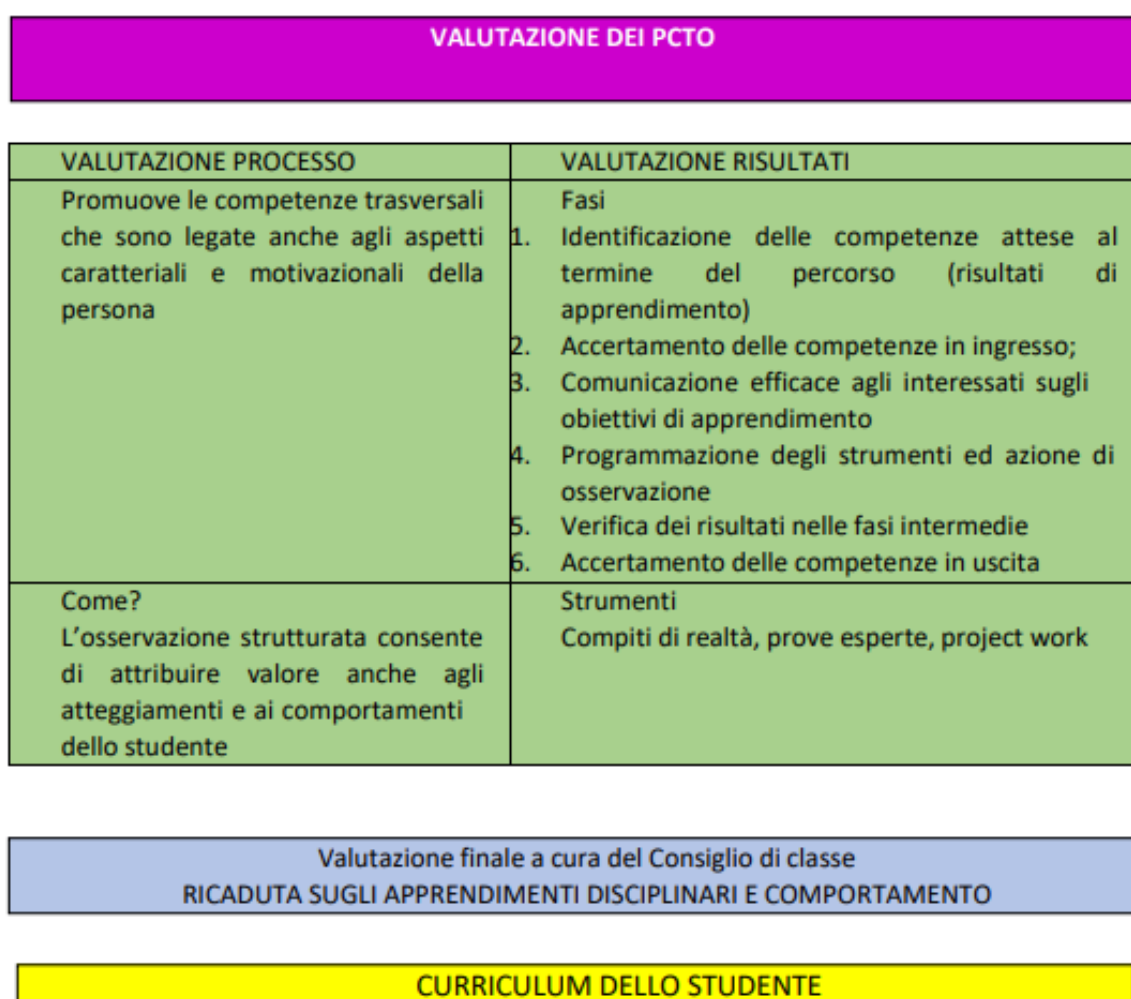 VALUTAZIONE DEI PCTO
VALUTAZIONE PROCESSO
Promuove le competenze trasversali
che sono legate anche agli aspetti
caratteriali e motivazionali della
persona
VALUTAZIONE RISULTATI
Fasi
1. Identificazione delle competenze attese al
termine del percorso (risultati di
apprendimento)
2. Accertamento delle competenze in ingresso;
3. Comunicazione efficace agli interessati sugli
obiettivi di apprendimento
4. Programmazione degli strumenti ed azione di
osservazione
5. Verifica dei risultati nelle fasi intermedie
6. Accertamento delle competenze in uscita
Come?
L’osservazione strutturata consente
di attribuire valore anche agli
atteggiamenti e ai comportamenti
dello studente
Strumenti
Compiti di realtà, prove esperte, project work
Valutazione finale a cura del Consiglio di classe
RICADUTA SUGLI APPRENDIMENTI DISCIPLINARI E COMPORTAMENTO
CURRICULUM DELLO STUDENTE